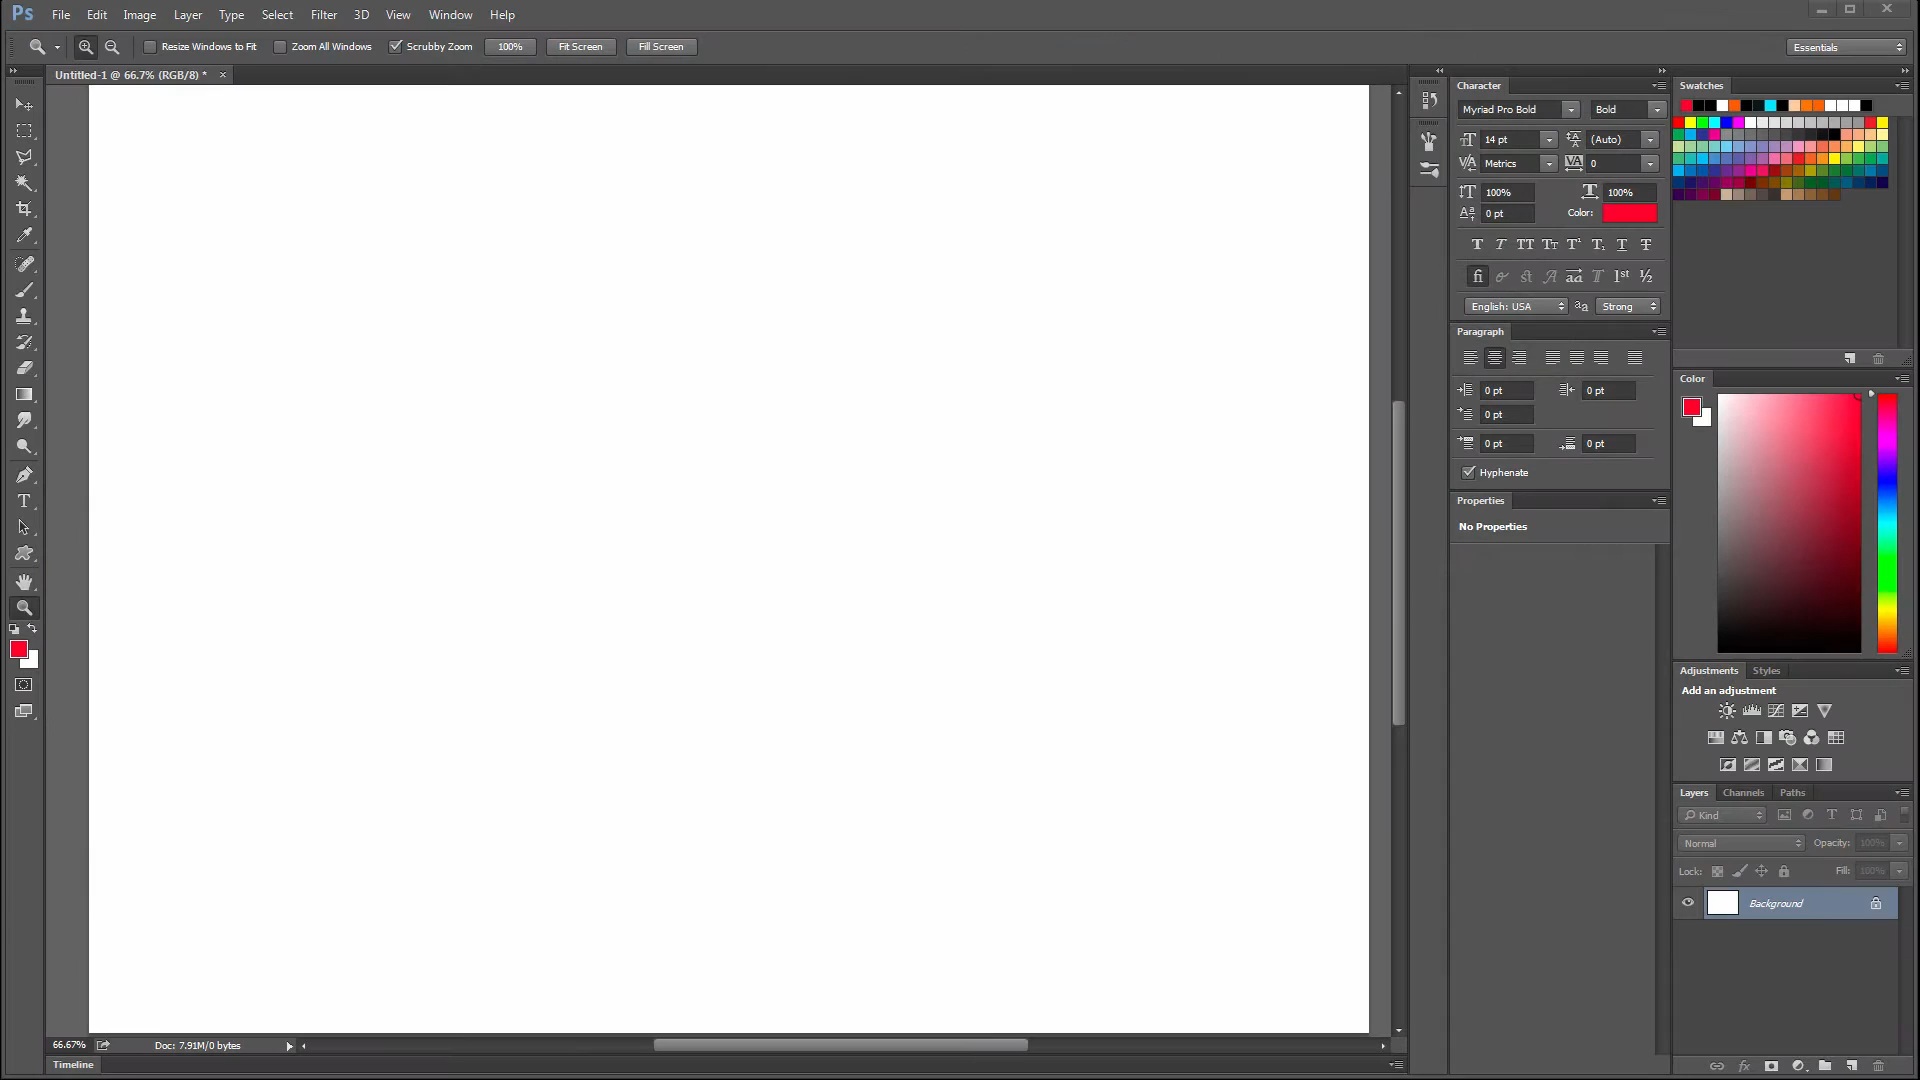 Ps File Edit Image Layer Type Select Filter 3D View Window Help
Resize Windows to Fit Zoom All Windows Scrubby Zoom 100% Fit Screen Fill Screen Essentials
Untitled-1 @ 66.7% (RGB/8) * ×
Character
Myriad Pro Bold Bold
14 pt (Auto)
Metrics 0
100% 100%
0 pt Color:
English: USA aa Strong
Paragraph
0 pt 0 pt
0 pt
0 pt 0 pt
Hyphenate
Properties
No Properties
Swatches
Color
Adjustments Styles
Add an adjustment
Layers Channels Paths
Kind
Normal Opacity: 100%
Lock: Fill: 100%
Background
66.67% Doc: 7.91M/0 bytes
Timeline